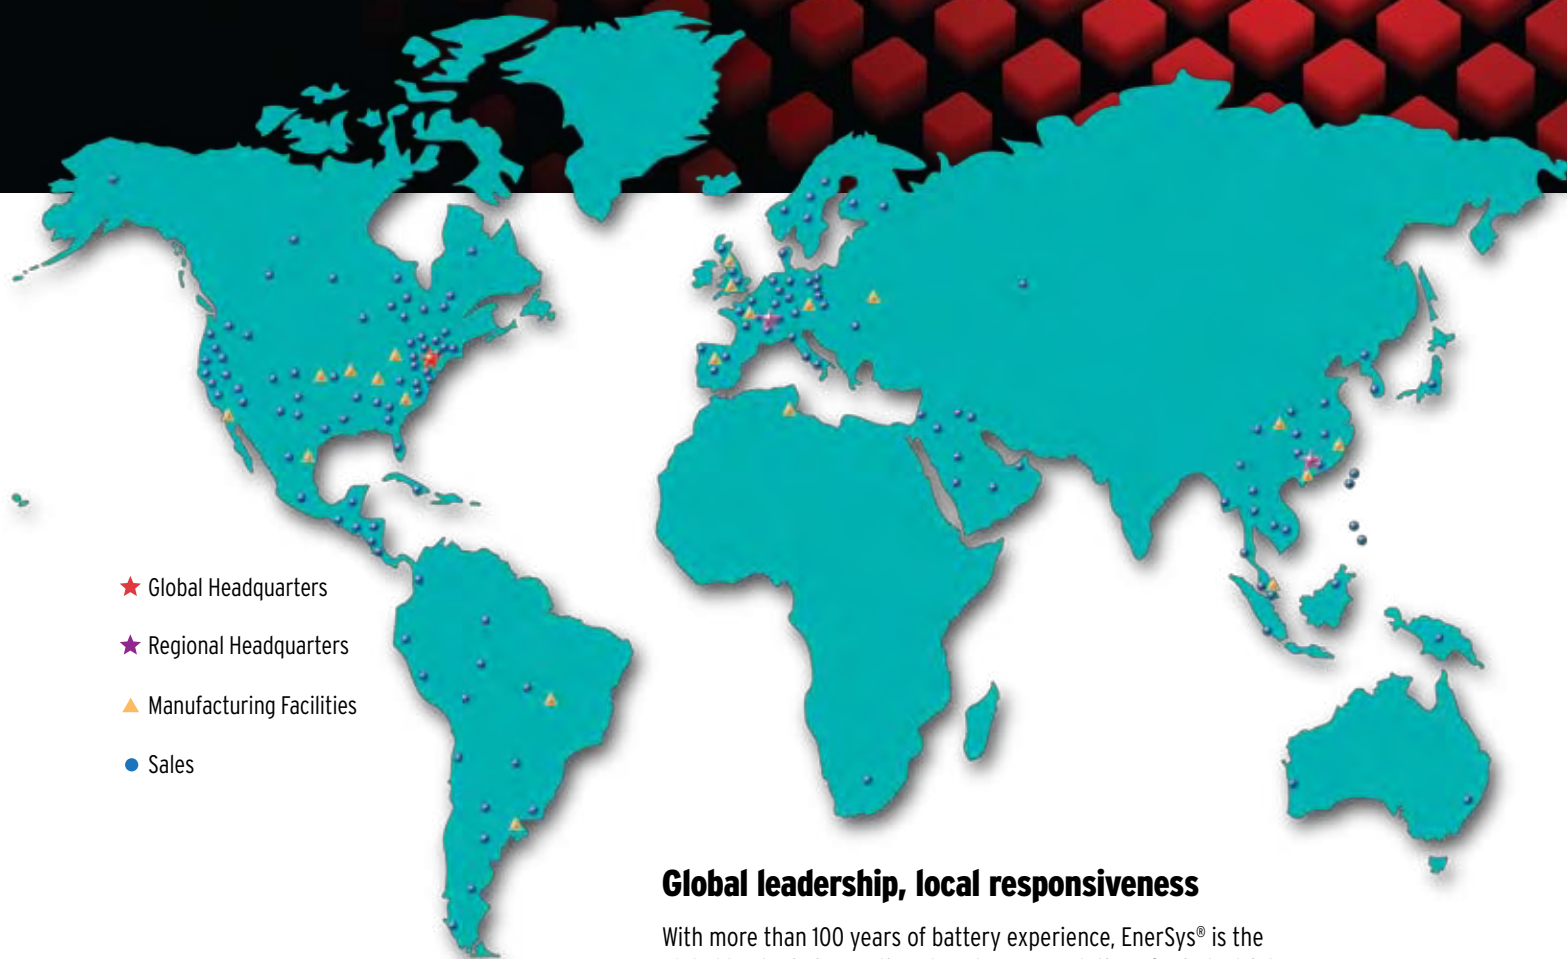 Global Headquarters
Regional Headquarters
Manufacturing Facilities
Sales
Global leadership, local responsiveness
With more than 100 years of battery experience, EnerSys® is the